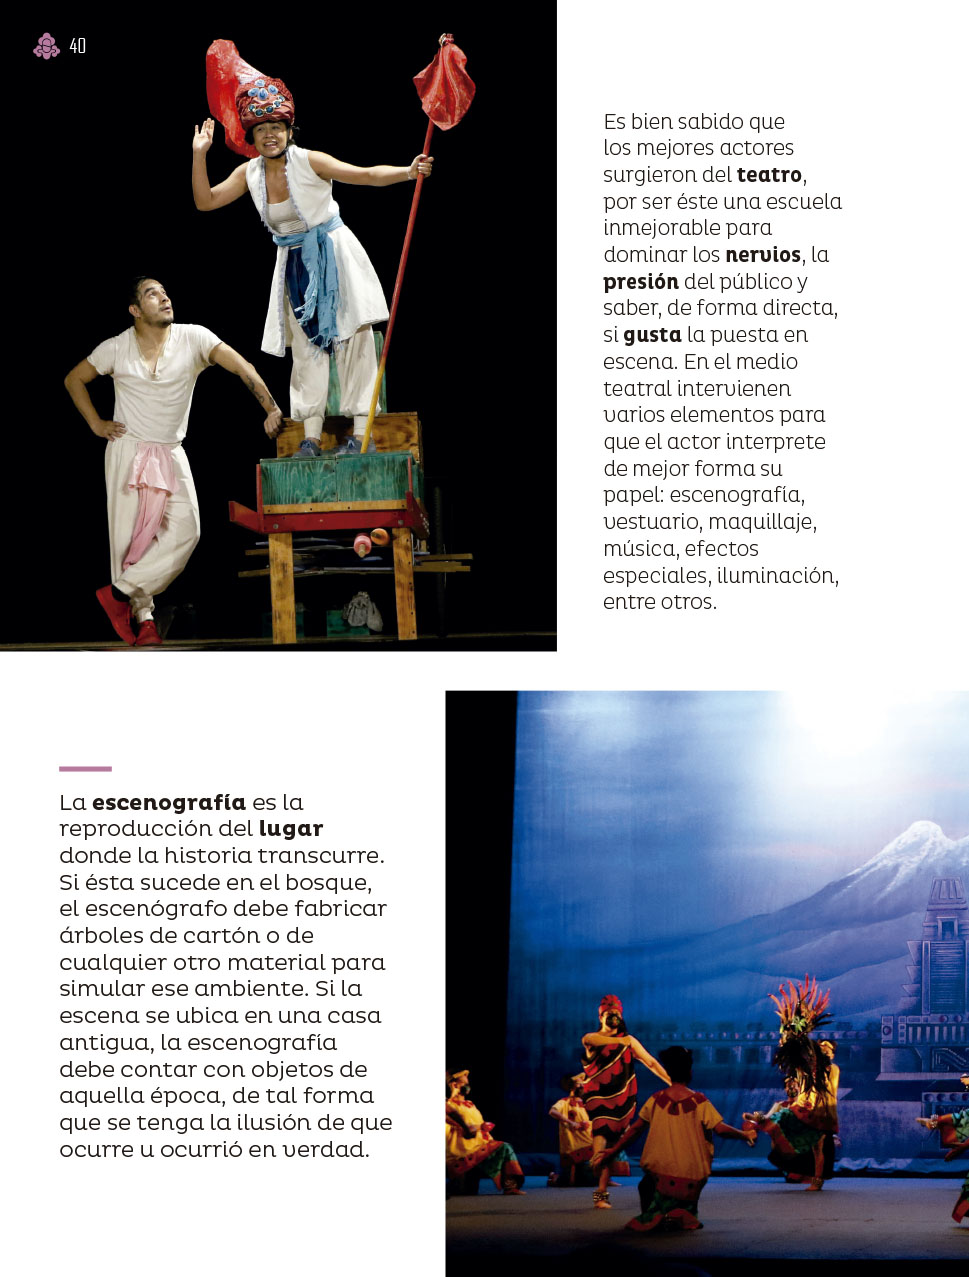 40
Es bien sabido que
los mejores actores
surgieron del teatro,
por ser éste una escuela
inmejorable para
dominar los nervios, la
presión del público y
saber, de forma directa,
si gusta la puesta en
escena. En el medio
teatral intervienen
varios elementos para
que el actor interprete
de mejor forma su
papel: escenografía,
vestuario, maquillaje,
música, efectos
especiales, iluminación,
entre otros.
La escenografía es la
reproducción del lugar
donde la historia transcurre.
Si ésta sucede en el bosque,
el escenógrafo debe fabricar
árboles de cartón o de
cualquier otro material para
simular ese ambiente. Si la
escena se ubica en una casa
antigua, la escenografía
debe contar con objetos de
aquella época, de tal forma
que se tenga la ilusión de que
ocurre u ocurrió en verdad.